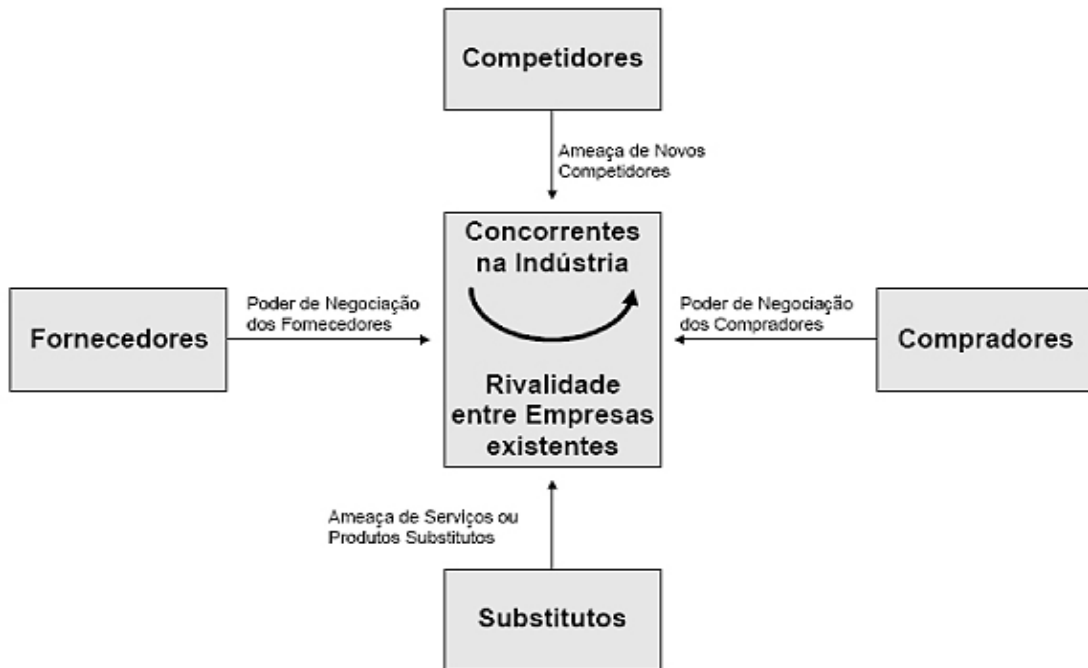 Competidores
Ameaça de Novos
Competidores
Concorrentes
na Indústria
Fornecedores
Poder de Negociação
dos Fornecedores
Poder de Negociação
dos Compradores
Compradores
Rivalidade
entre Empresas
existentes
Ameaça de Serviços ou
Produtos Substitutos
Substitutos